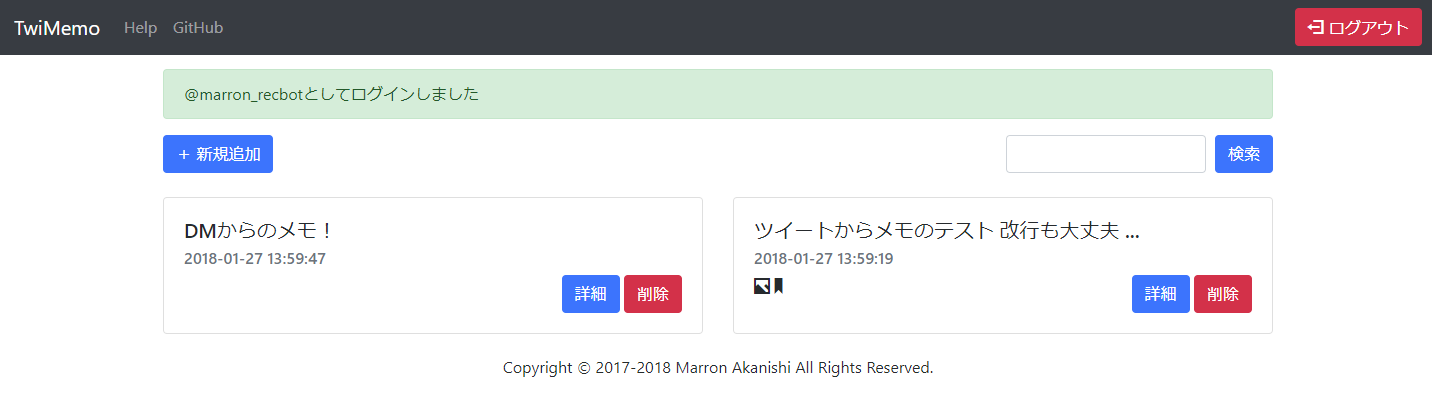 TwiMemo Help GitHub ログアウト
@marron_recbotとしてログインしました
+ 新規追加 検索
DMからのメモ！
2018-01-27 13:59:47
詳細 削除
ツイートからメモのテスト 改行も大丈夫 ...
2018-01-27 13:59:19
詳細 削除
Copyright © 2017-2018 Marron Akanishi All Rights Reserved.